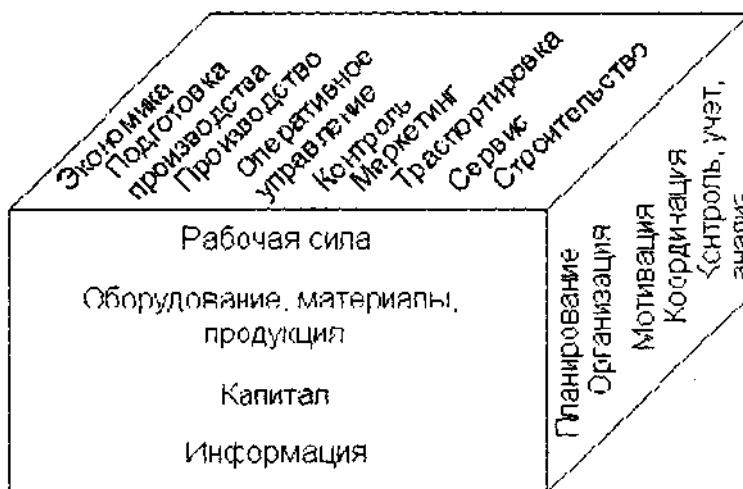 Экономика
Подготовка
производства
Производство
Оперативное
управление
Контроль
Маркетинг
Траспортировка
Сервис
Строительство
Рабочая сила
Оборудование, материалы,
продукция
Капитал
Информация
Планирование
Организация
Мотивация
Координация
Контроль, учет,
анализ